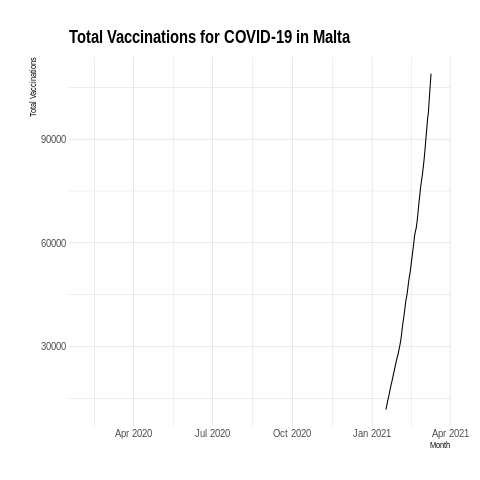 Total Vaccinations for COVID-19 in Malta
Total Vaccinations
90000
60000
30000
Apr 2020 Jul 2020 Oct 2020 Jan 2021 Apr 2021
Month